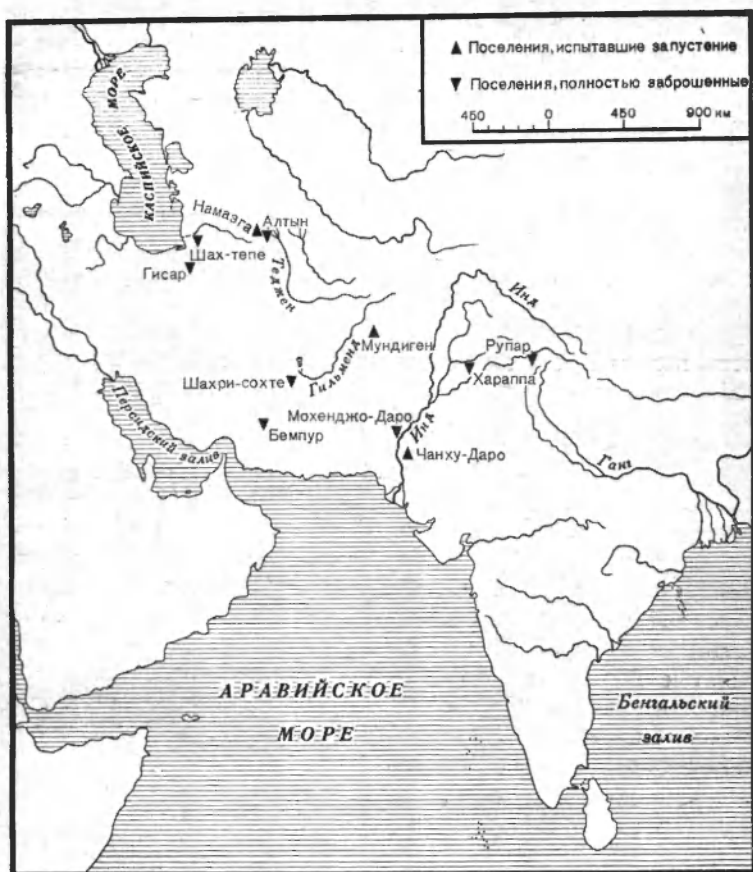 Поселения, испытавшие запустение
Поселения, полностью заброшенные
450 0 450 900 км
КАСПИЙСКОЕ МОРЕ
Намазга
Алтын
Шах-тепе
Гисар
Теджен
Инд
Мундиген
Рупар
Гильменд
Шахри-сохте
Хараппа
Персидский залив
Мохенджо-Даро
Инд
Бемпур
Чанху-Даро
Ганг
АРАВИЙСКОЕ
МОРЕ
Бенгальский
залив